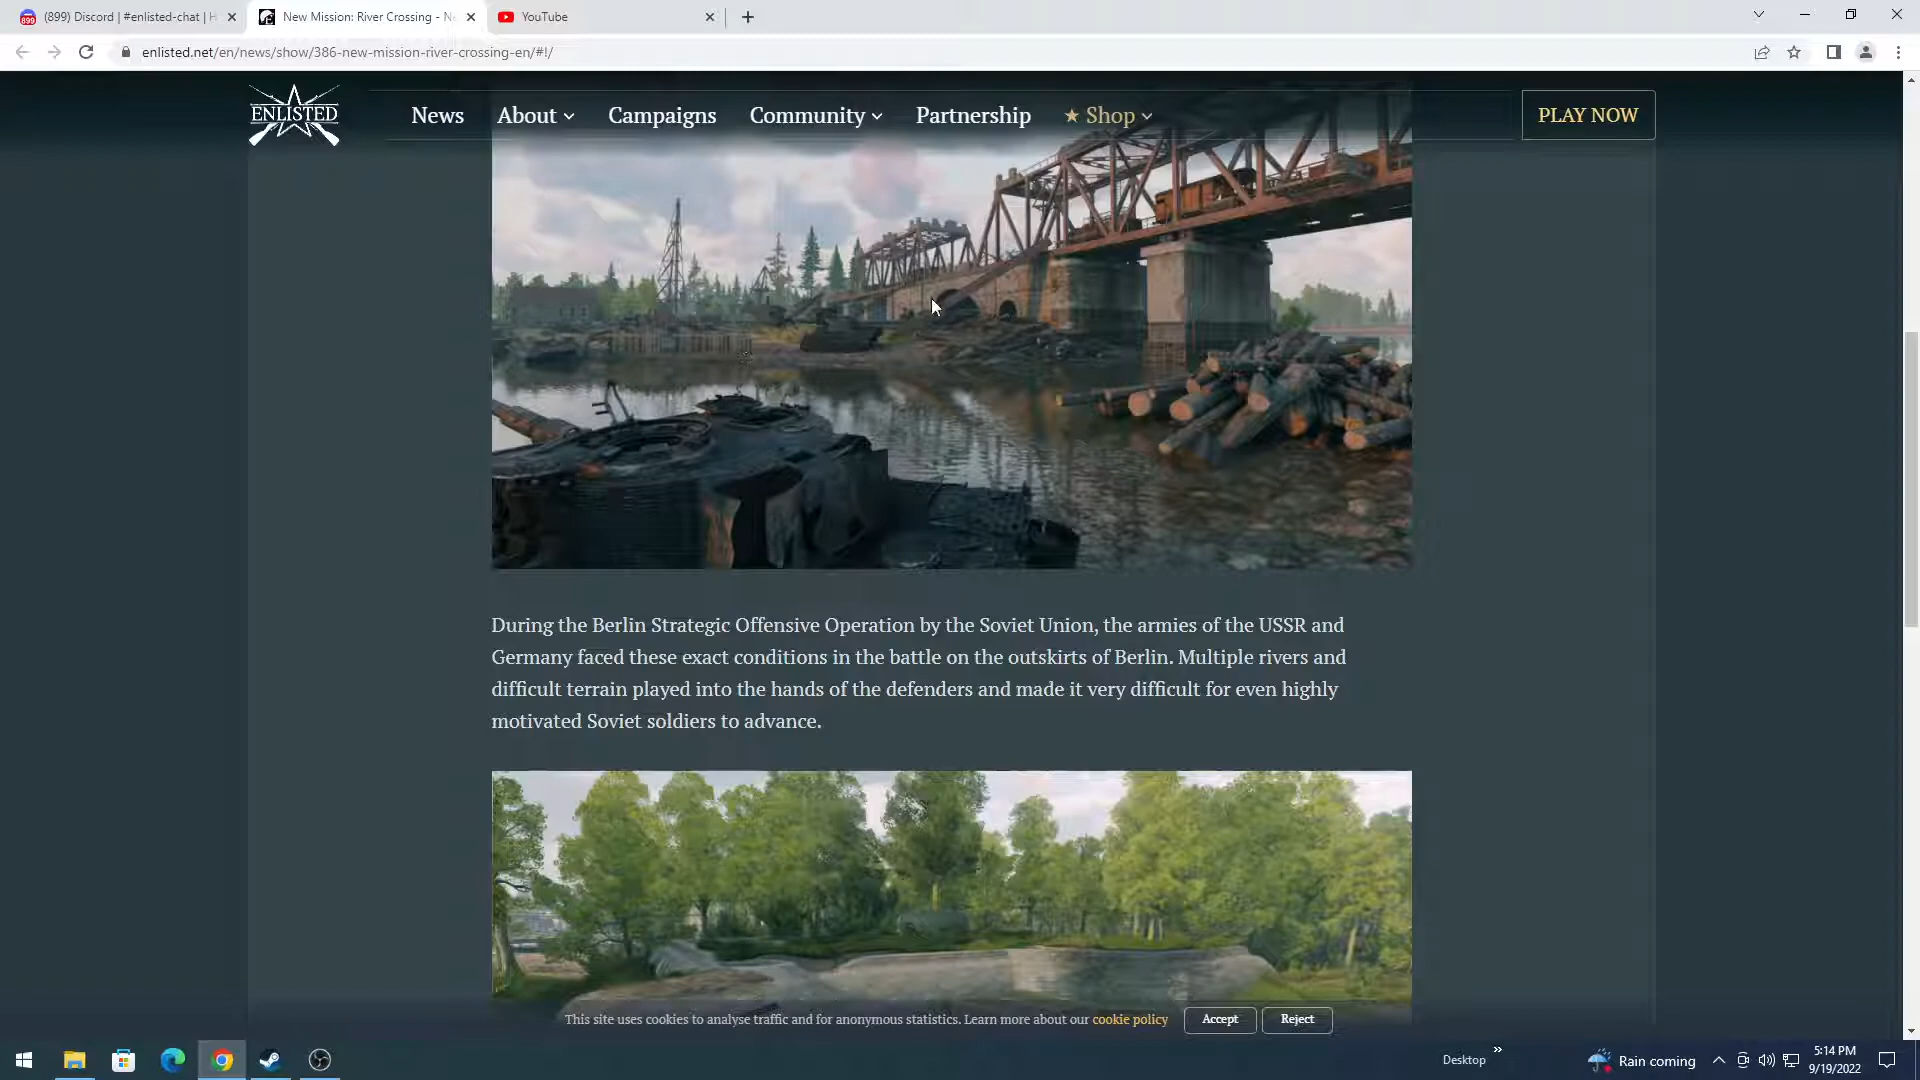 (899) Discord | #enlisted-chat | H
New Mission: River Crossing - Ne
YouTube
enlisted.net/en/news/show/386-new-mission-river-crossing-en/#!/
ENLISTED
News
About
Campaigns
Community
Partnership
★ Shop
PLAY NOW
During the Berlin Strategic Offensive Operation by the Soviet Union, the armies of the USSR and
Germany faced these exact conditions in the battle on the outskirts of Berlin. Multiple rivers and
difficult terrain played into the hands of the defenders and made it very difficult for even highly
motivated Soviet soldiers to advance.
This site uses cookies to analyse traffic and for anonymous statistics. Learn more about our cookie policy
Accept
Reject
Desktop
Rain coming
5:14 PM
9/19/2022